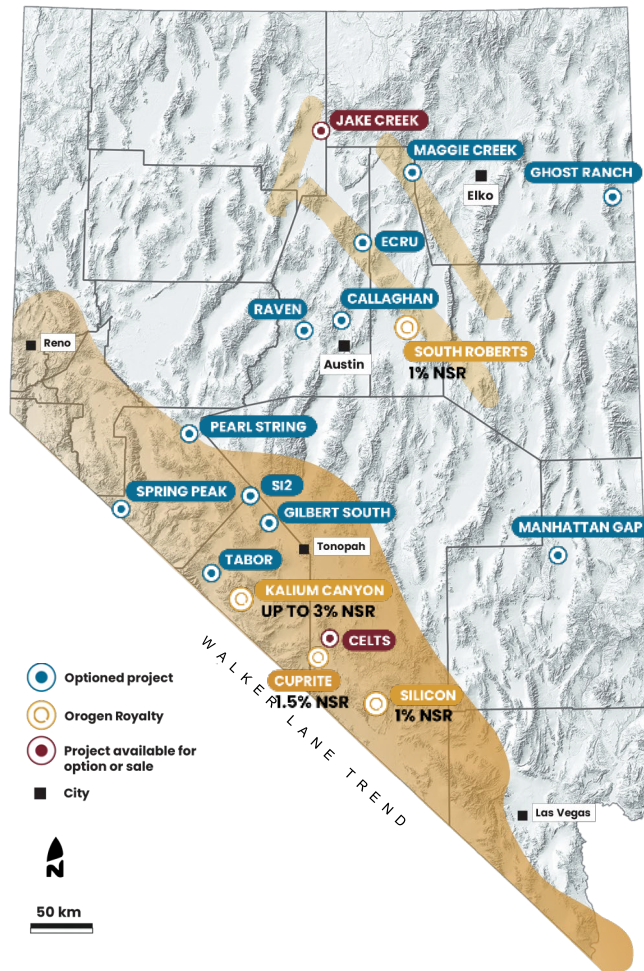 JAKE CREEK
MAGGIE CREEK
GHOST RANCH
Elko
ECRU
CALLAGHAN
RAVEN
Reno
SOUTH ROBERTS
Austin
1% NSR
PEARL STRING
SI2
SPRING PEAK
GILBERT SOUTH
MANHATTAN GAP
Tonopah
TABOR
KALIUM CANYON
UP TO 3% NSR
CELTS
WALKER LANE TREND
CUPRITE
1.5% NSR
SILICON
1% NSR
Optioned project
Orogen Royalty
Project available for
option or sale
City
Las Vegas
N
50 km